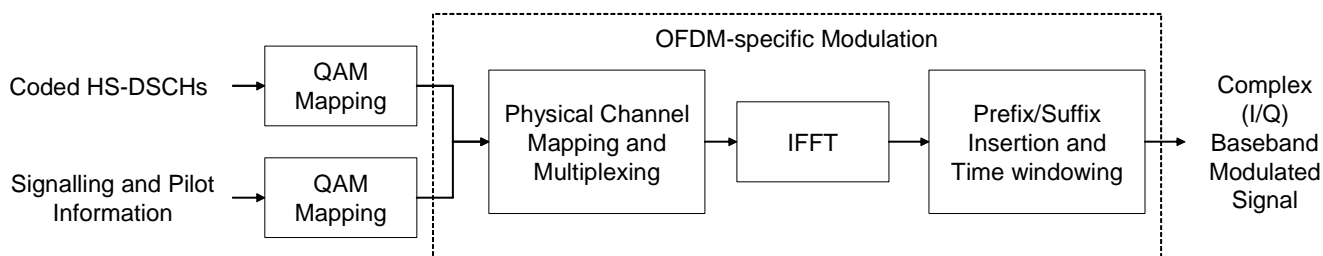 OFDM-specific Modulation
Coded HS-DSCHs
QAM
Mapping
Signalling and Pilot
Information
QAM
Mapping
Physical Channel
Mapping and
Multiplexing
IFFT
Prefix/Suffix
Insertion and
Time windowing
Complex
(I/Q)
Baseband
Modulated
Signal